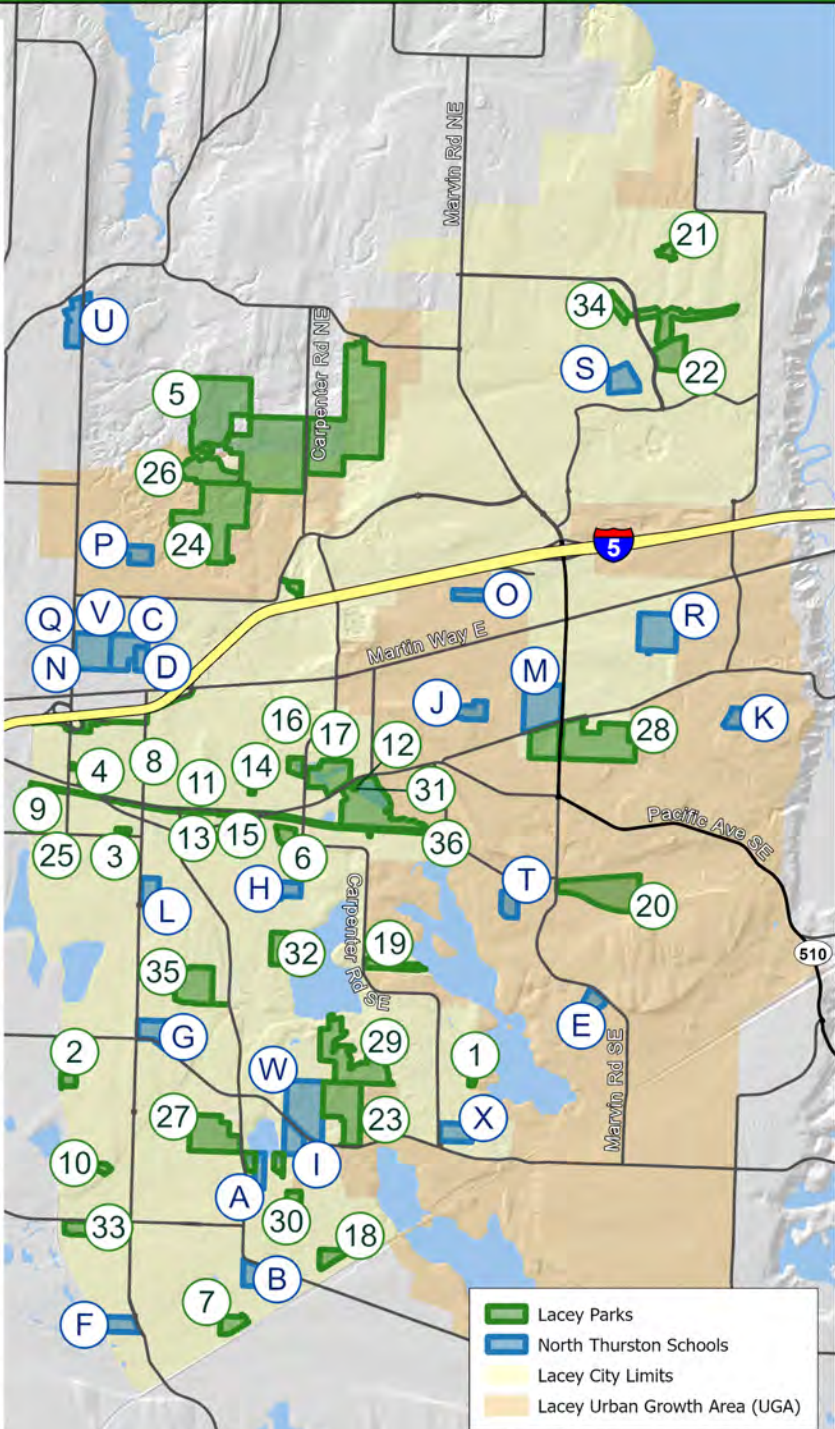 Marvin Rd NE
21
34
U
Carpenter Rd NE
S
22
5
26
P
24
5
O
Q
V
C
R
Martin Way E
N
D
M
J
K
16
17
12
28
4
8
11
14
31
9
Pacific Ave SE
13
15
25
3
6
36
H
T
L
Carpenter Rd SE
20
32
19
510
35
E
G
Marvin Rd SE
2
W
29
1
27
23
X
10
I
A
30
33
18
B
7
F
Lacey Parks
North Thurston Schools
Lacey City Limits
Lacey Urban Growth Area (UGA)